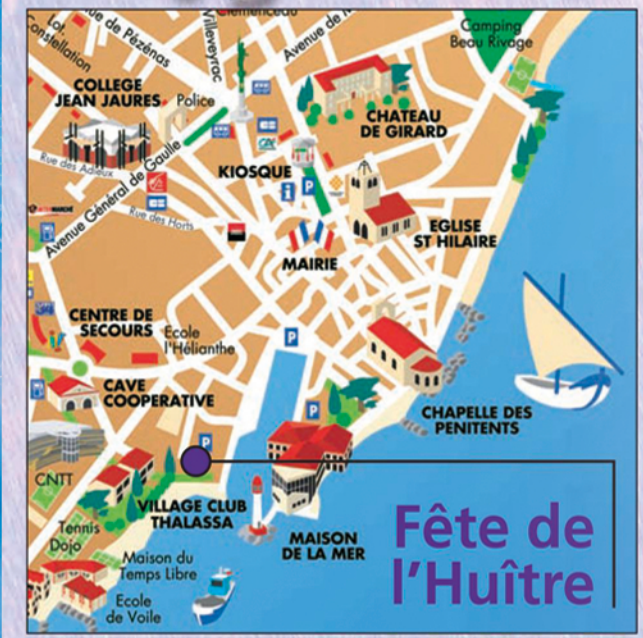 Clemenceau
Rue de Pézenas
Villeveyrac
Avenue de
Camping
Beau Rivage
Lot.
Constellation
COLLEGE
JEAN JAURES
Police
CHATEAU
DE GIRARD
Rue des Adieux
Avenue Général de Gaulle
KIOSQUE
i
P
Rue des Horts
EGLISE
ST HILAIRE
MAIRIE
CENTRE DE
SECOURS
Ecole
l'Hélianthe
P
CAVE
COOPERATIVE
P
CHAPELLE DES
PENITENTS
P
CNTT
VILLAGE CLUB
THALASSA
MAISON
DE LA MER
Fête de
l'Huître
Tennis
Dojo
Maison du
Temps Libre
Ecole
de Voile